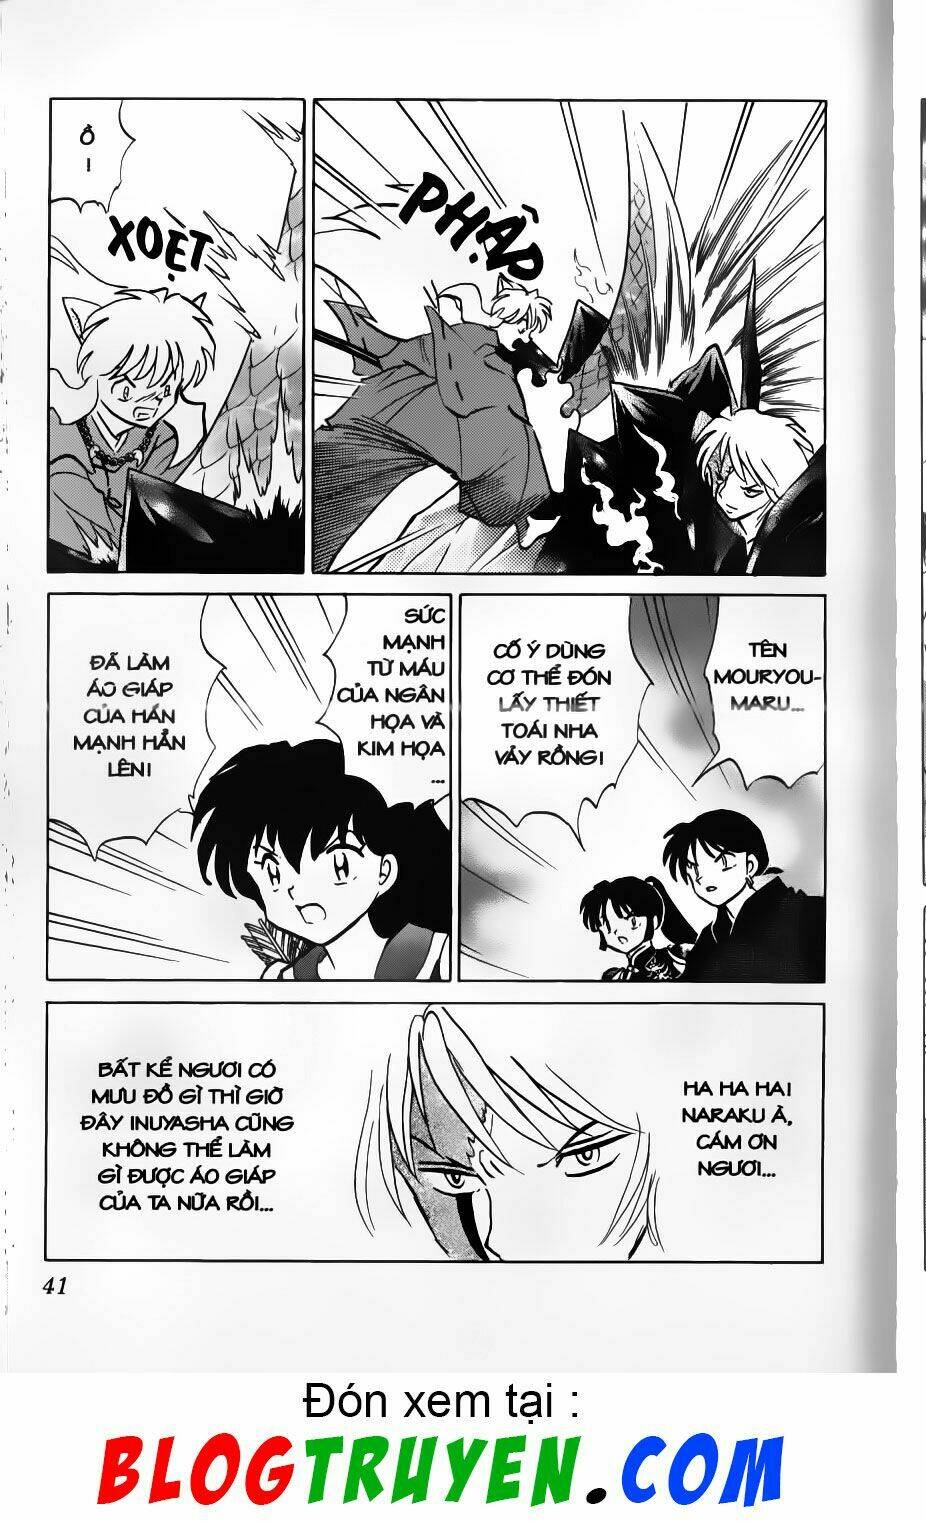 Ồ
!
XOẸT
PHẬP
ĐÃ LÀM
ÁO GIÁP
CỦA HẮN
MẠNH HẲN
LÊN!
SỨC
MẠNH
TỪ MÁU
CỦA NGÂN
HỌA VÀ
KIM HỌA
...
CỐ Ý DÙNG
CƠ THỂ ĐÓN
LẤY THIẾT
TOÁI NHA
VẢY RỒNG!
TÊN
MOURYOU-
MARU...
BẤT KỂ NGƯƠI CÓ
MƯU ĐỒ GÌ THÌ GIỜ
ĐÂY INUYASHA CŨNG
KHÔNG THỂ LÀM
GÌ ĐƯỢC ÁO GIÁP
CỦA TA NỮA RỒI...
HA HA HA!
NARAKU À,
CÁM ƠN
NGƯƠI...
41
Đón xem tại :
BLOGTRUYEN.COM